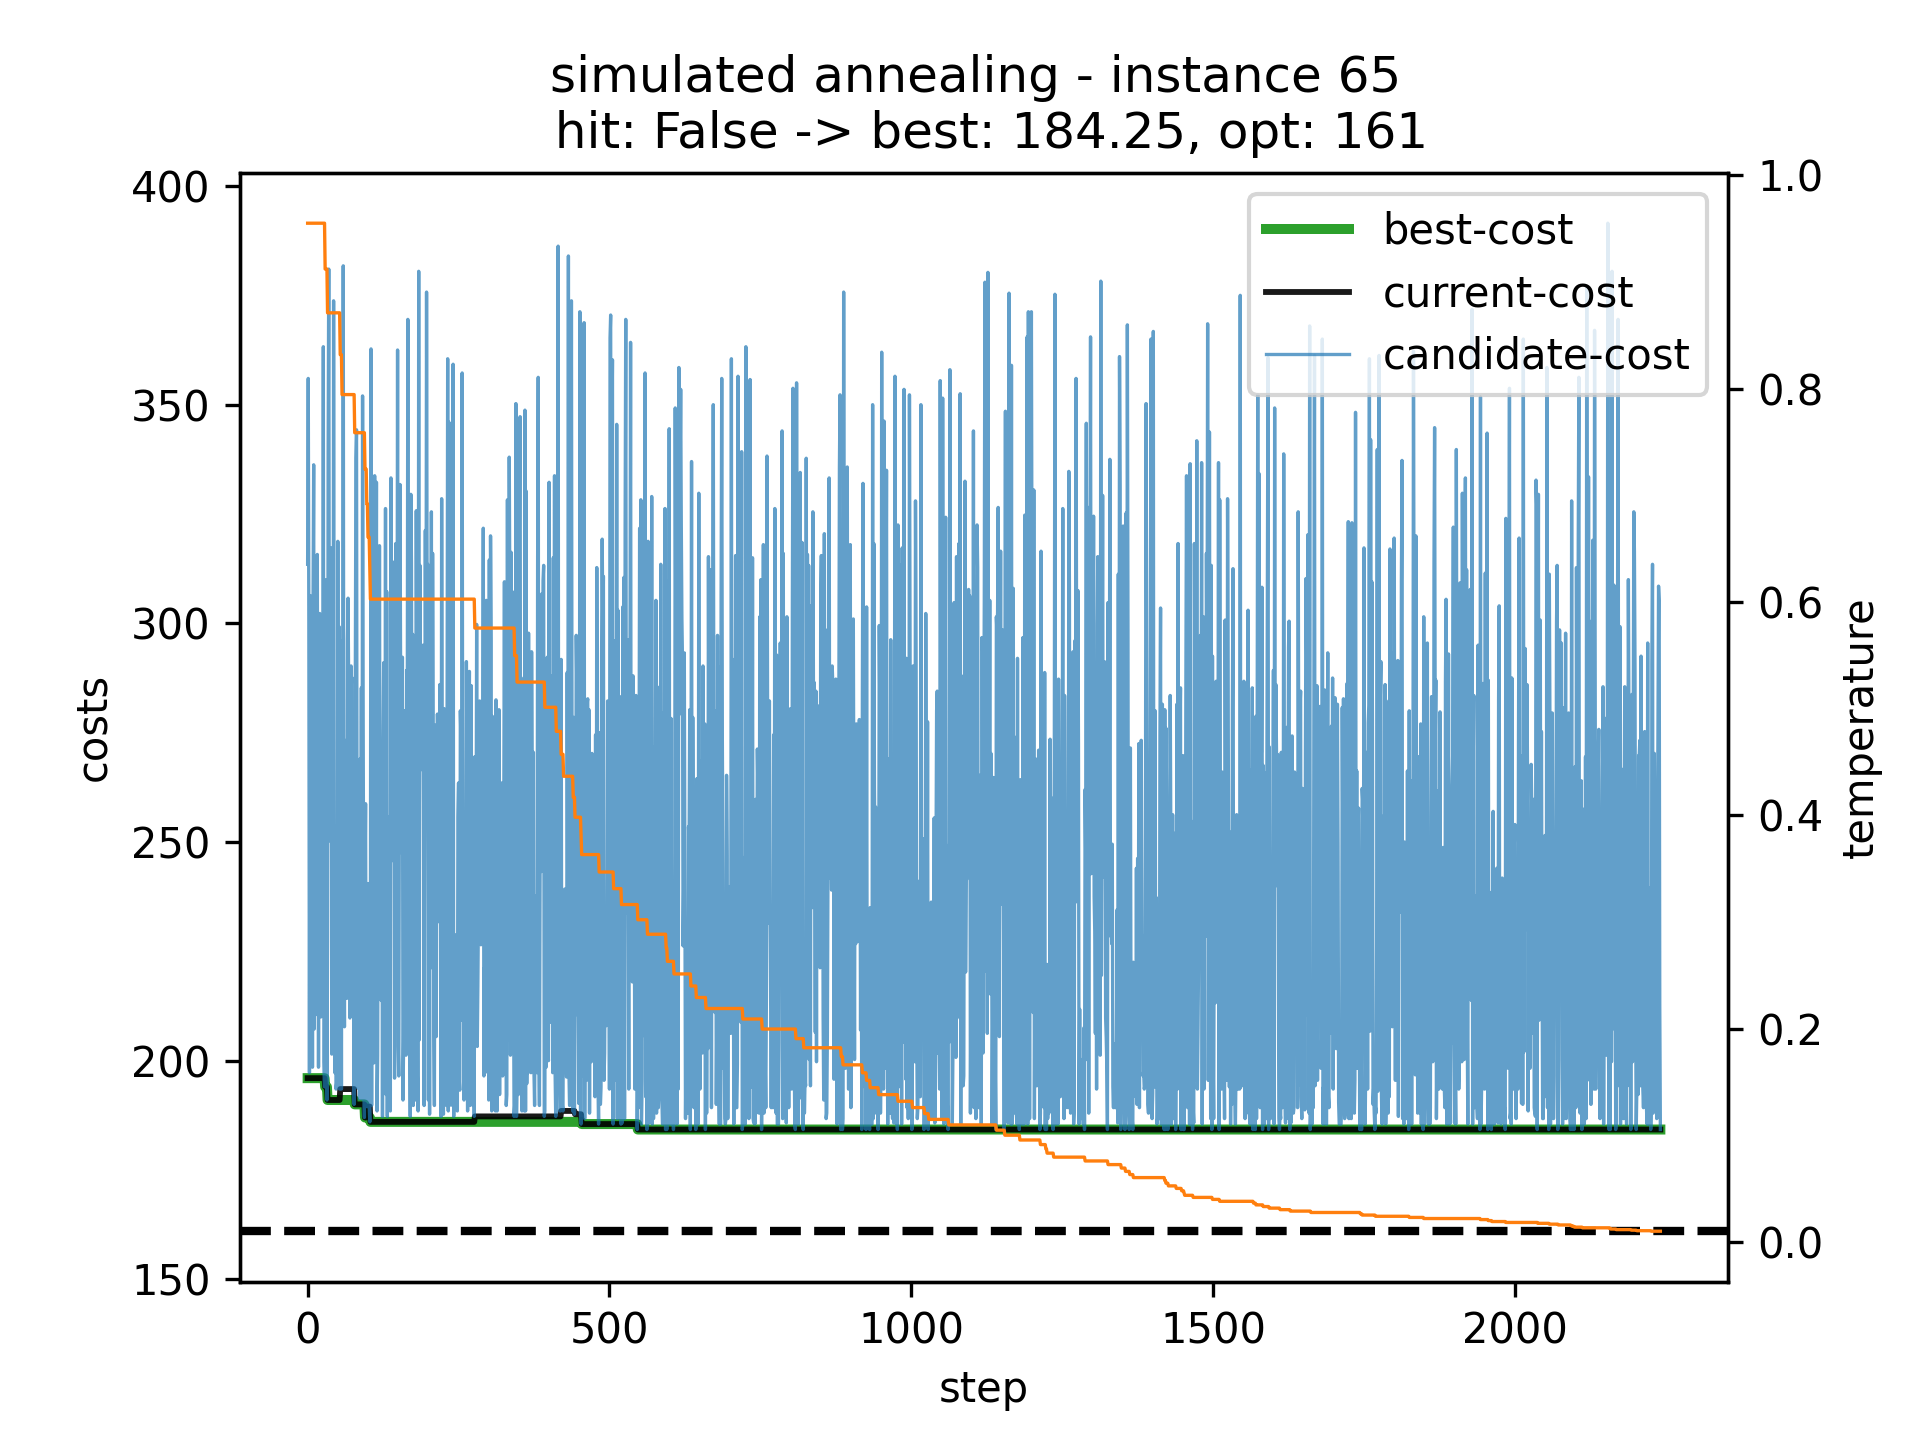 simulated annealing - instance 65
hit: False -> best: 184.25, opt: 161
400
350
300
250
200
150
costs
1.0
0.8
0.6
0.4
0.2
0.0
temperature
best-cost
current-cost
candidate-cost
0
500
1000
1500
2000
step